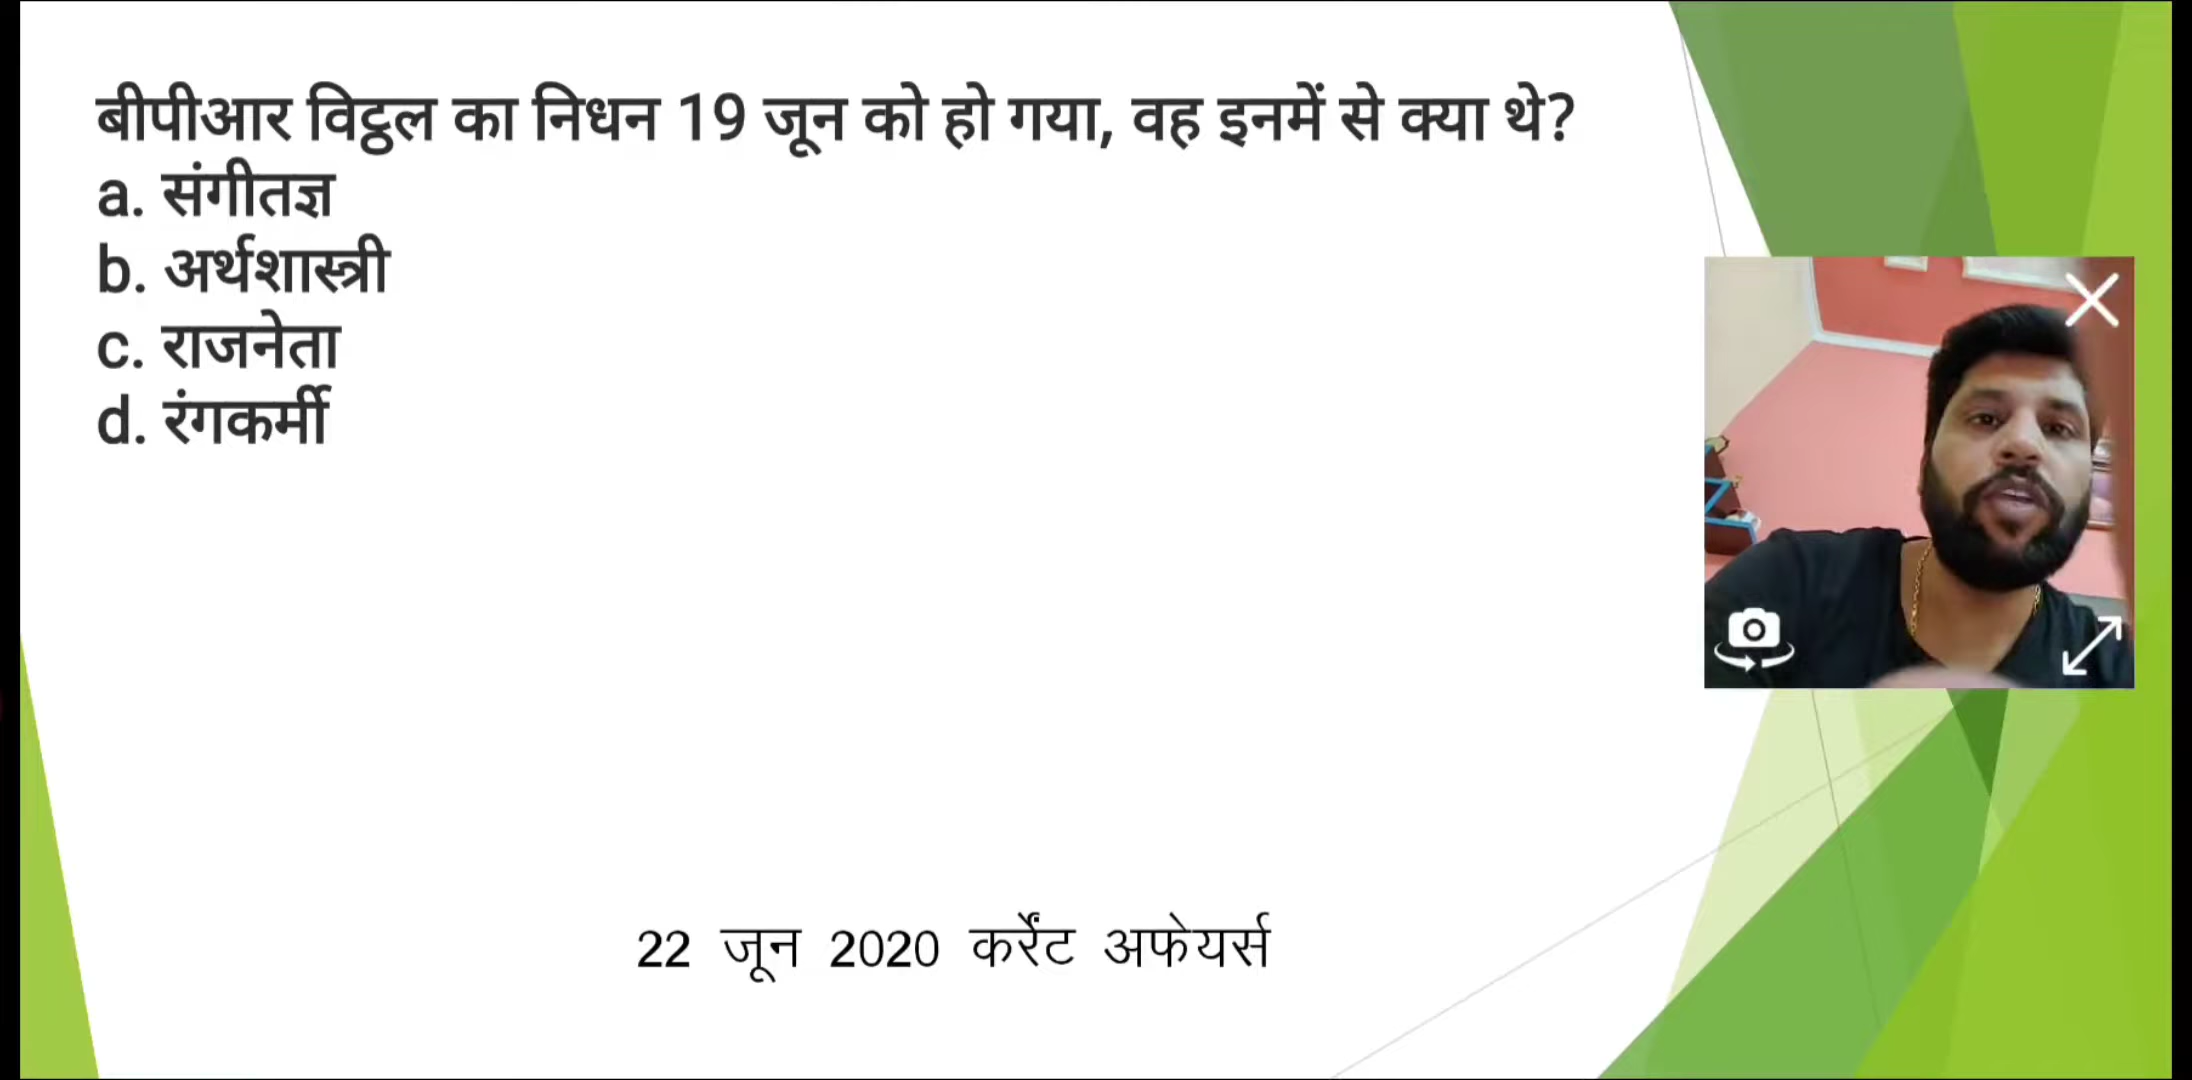 बीपीआर विट्ठल का निधन 19 जून को हो गया, वह इनमें से क्या थे?
a. संगीतज्ञ
b. अर्थशास्त्री
c. राजनेता
d. रंगकर्मी
22 जून 2020 कर्रेंट अफेयर्स